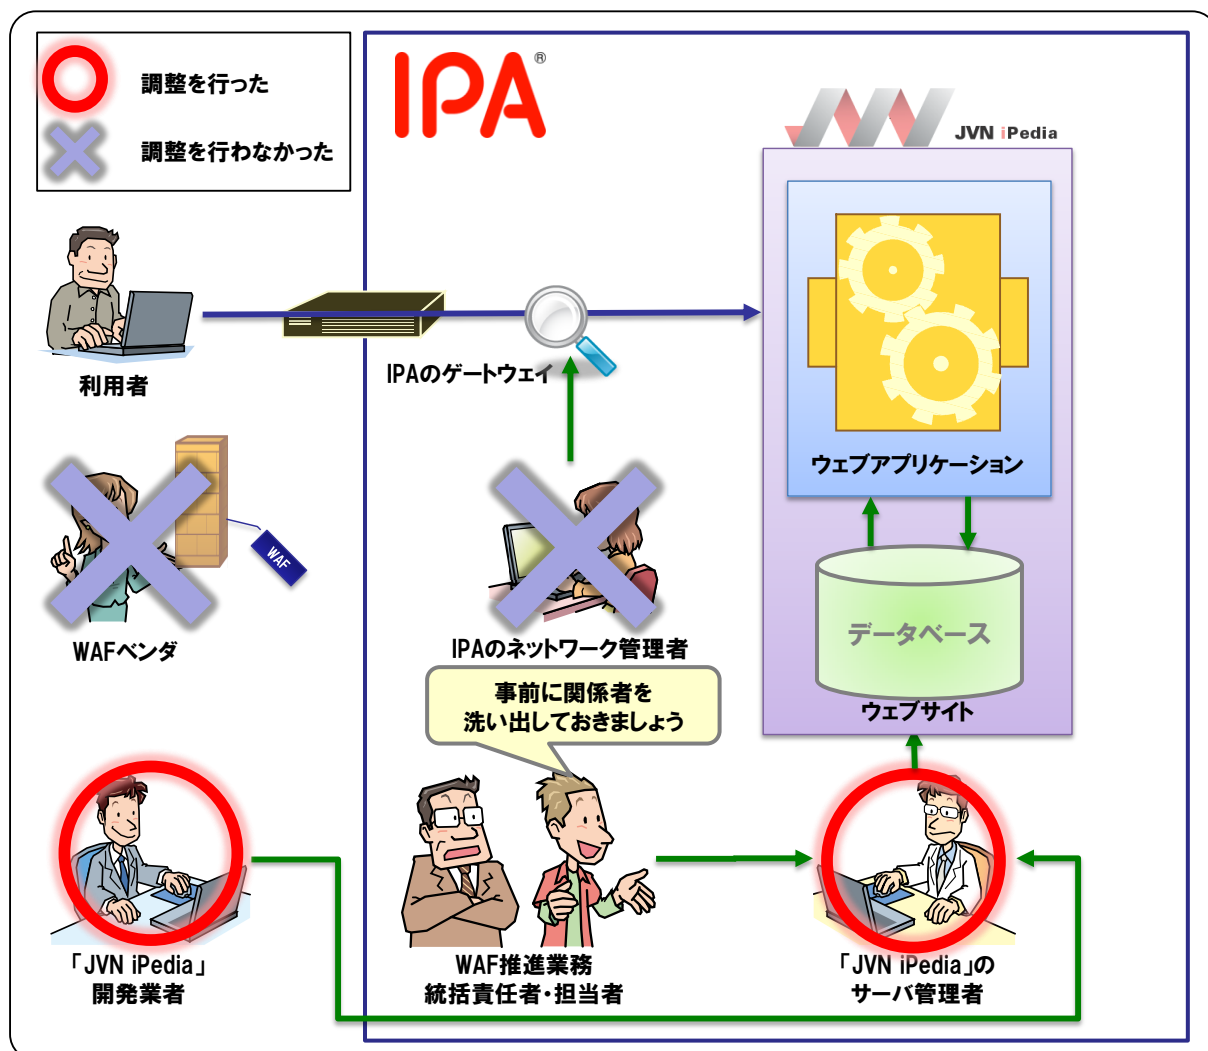 調整を行った
調整を行わなかった
IPA®
JVN iPedia
利用者
IPAのゲートウェイ
ウェブアプリケーション
WAF
WAFベンダ
IPAのネットワーク管理者
データベース
ウェブサイト
事前に関係者を
洗い出しておきましょう
「JVN iPedia」
開発業者
WAF推進業務
統括責任者・担当者
「JVN iPedia」の
サーバ管理者